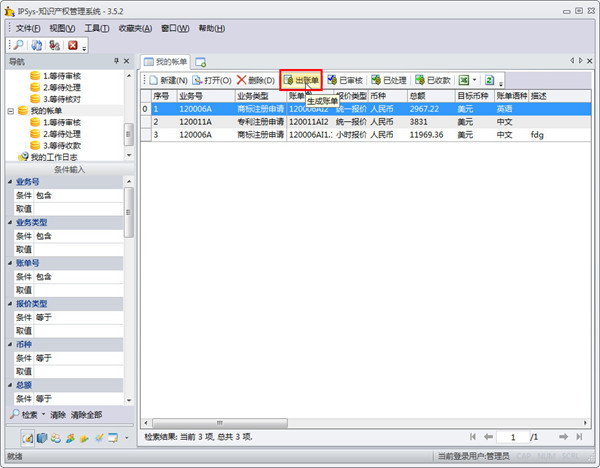 IPSys-知识产权管理系统 - 3.5.2
文件(F) 视图(V) 工具(T) 收藏夹(A) 窗口(W) 帮助(H)
导航
1.等待审核
2.等待处理
3.等待核对
我的帐单
1.等待审核
2.等待处理
3.等待收款
我的工作日志
条件输入
业务号
条件 包含
取值
业务类型
条件 包含
取值
账单号
条件 包含
取值
报价类型
条件 等于
取值
币种
条件 等于
取值
总额
条件 等于
检索 清除 清除全部
我的帐单
新建(N) 打开(O) 删除(D) 出账单 已审核 已处理 已收款
生成账单
序号 业务号 业务类型 账单号 报价类型 币种 总额 目标币种 账单语种 描述
0 1 120006A 商标注册申请 120006AI2 统一报价 人民币 2967.22 美元 英语
2 120011A 专利注册申请 120011AI2 统一报价 人民币 3831 美元 中文
3 120006A 商标注册申请 120006AI1. 小时报价 人民币 11969.36 美元 中文 fdg
检索结果: 当前 3 项, 总共 3 项。 1 /1
就绪 当前登录用户:管理员 CAP NUM SCRL